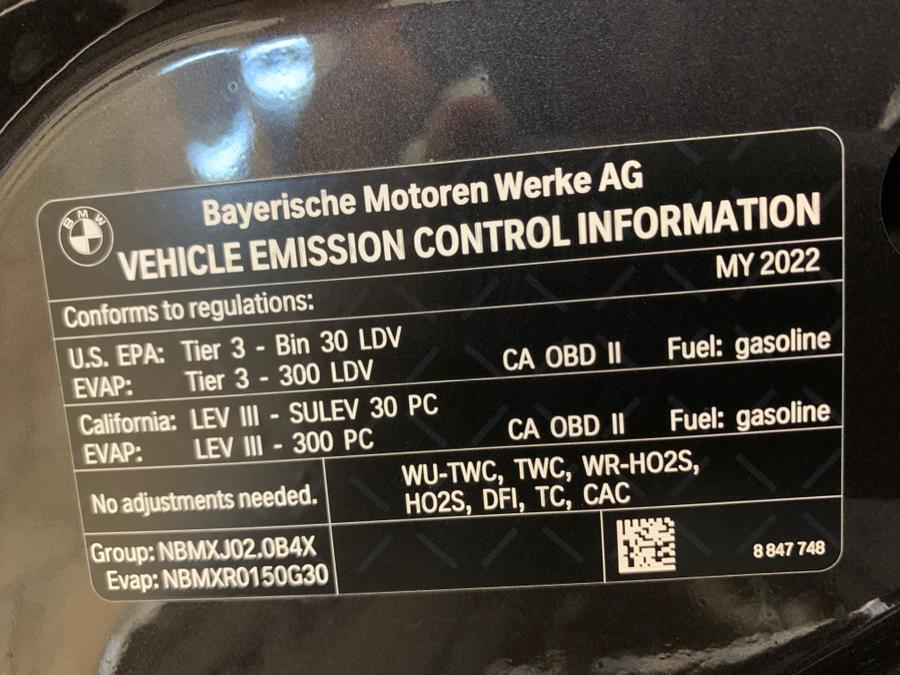 BMW
Bayerische Motoren Werke AG
VEHICLE EMISSION CONTROL INFORMATION
MY 2022
Conforms to regulations:
U.S. EPA: Tier 3 - Bin 30 LDV
EVAP: Tier 3 - 300 LDV
CA OBD II Fuel: gasoline
California: LEV III - SULEV 30 PC
EVAP: LEV III - 300 PC
CA OBD II Fuel: gasoline
No adjustments needed.
WU-TWC, TWC, WR-HO2S,
HO2S, DFI, TC, CAC
Group: NBMXJ02.0B4X
Evap: NBMXR0150G30
8 847 748